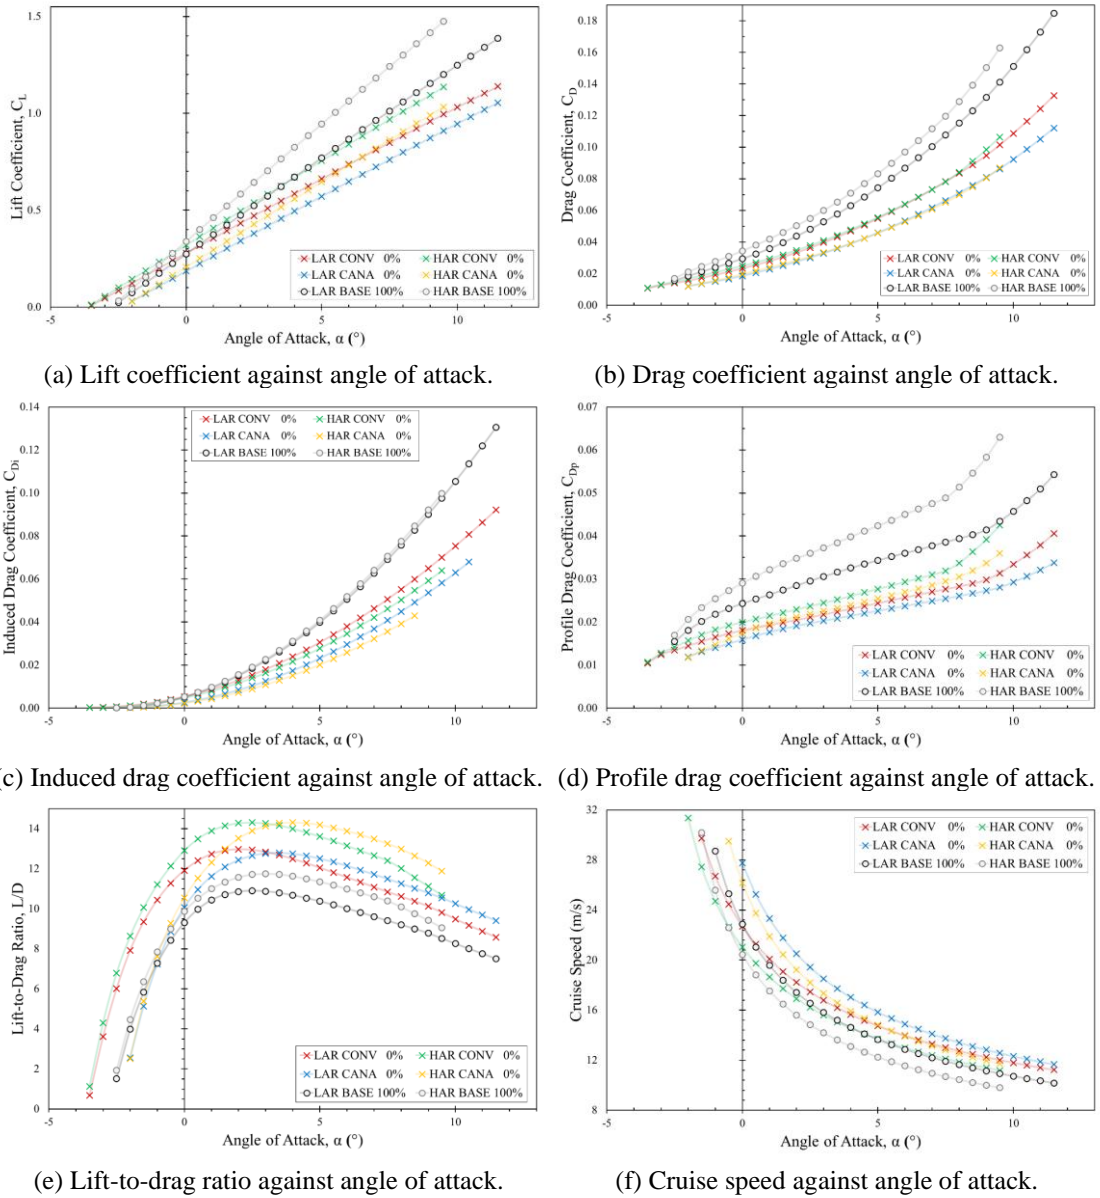 1.5
1.0
0.5
0.0
Lift Coefficient, C_L
-5 0 5 10
Angle of Attack, α (°)
LAR CONV 0% HAR CONV 0%
LAR CANA 0% HAR CANA 0%
LAR BASE 100% HAR BASE 100%
(a) Lift coefficient against angle of attack.
0.18
0.16
0.14
0.12
0.10
0.08
0.06
0.04
0.02
0.00
Drag Coefficient, C_D
-5 0 5 10
Angle of Attack, α (°)
LAR CONV 0% HAR CONV 0%
LAR CANA 0% HAR CANA 0%
LAR BASE 100% HAR BASE 100%
(b) Drag coefficient against angle of attack.
0.14
0.12
0.10
0.08
0.06
0.04
0.02
0.00
Induced Drag Coefficient, C_Di
-5 0 5 10
Angle of Attack, α (°)
LAR CONV 0% HAR CONV 0%
LAR CANA 0% HAR CANA 0%
LAR BASE 100% HAR BASE 100%
c) Induced drag coefficient against angle of attack.
0.07
0.06
0.05
0.04
0.03
0.02
0.01
0.00
Profile Drag Coefficient, C_Dp
-5 0 5 10
Angle of Attack, α (°)
LAR CONV 0% HAR CONV 0%
LAR CANA 0% HAR CANA 0%
LAR BASE 100% HAR BASE 100%
(d) Profile drag coefficient against angle of attack.
14
12
10
8
6
4
2
0
Lift-to-Drag Ratio, L/D
-5 0 5 10
Angle of Attack, α (°)
LAR CONV 0% HAR CONV 0%
LAR CANA 0% HAR CANA 0%
LAR BASE 100% HAR BASE 100%
(e) Lift-to-drag ratio against angle of attack.
32
28
24
20
16
12
8
Cruise Speed (m/s)
-5 0 5 10
Angle of Attack, α (°)
LAR CONV 0% HAR CONV 0%
LAR CANA 0% HAR CANA 0%
LAR BASE 100% HAR BASE 100%
(f) Cruise speed against angle of attack.